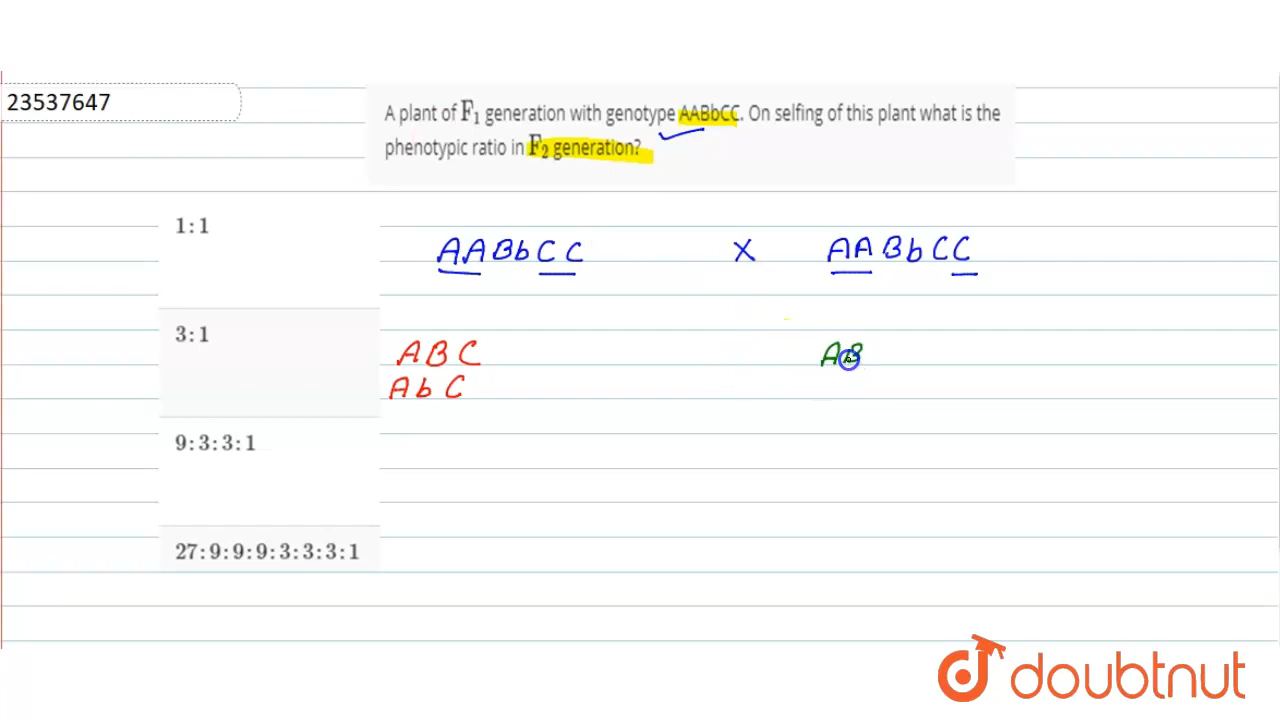 23537647
A plant of F₁ generation with genotype AABbCC. On selfing of this plant what is the
phenotypic ratio in F₂ generation?
1:1
AABbCC X AABbCC
3:1
ABC AB
AbC
9:3:3:1
27:9:9:9:3:3:3:1
doubtnut